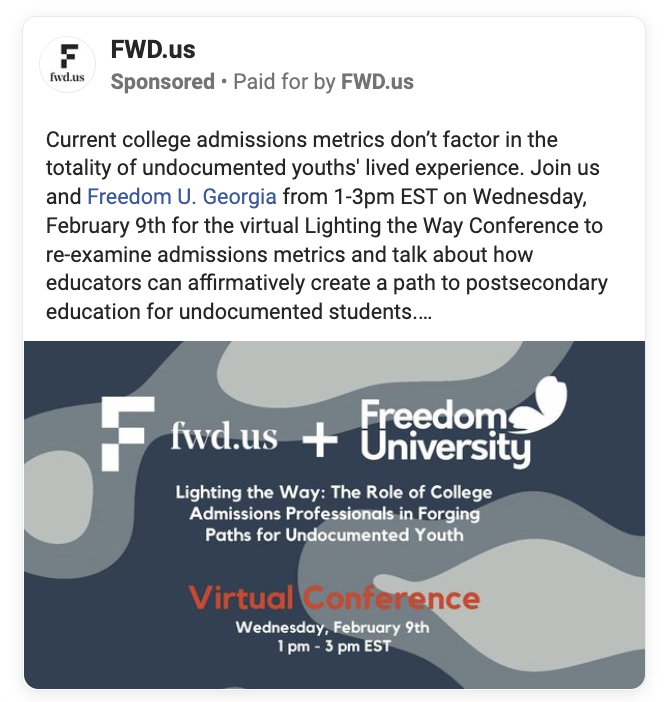 FWD.us
fwd.us
Sponsored • Paid for by FWD.us
Current college admissions metrics don’t factor in the
totality of undocumented youths' lived experience. Join us
and Freedom U. Georgia from 1-3pm EST on Wednesday,
February 9th for the virtual Lighting the Way Conference to
re-examine admissions metrics and talk about how
educators can affirmatively create a path to postsecondary
education for undocumented students....
fwd.us + Freedom
University
Lighting the Way: The Role of College
Admissions Professionals in Forging
Paths for Undocumented Youth
Virtual Conference
Wednesday, February 9th
1 pm - 3 pm EST